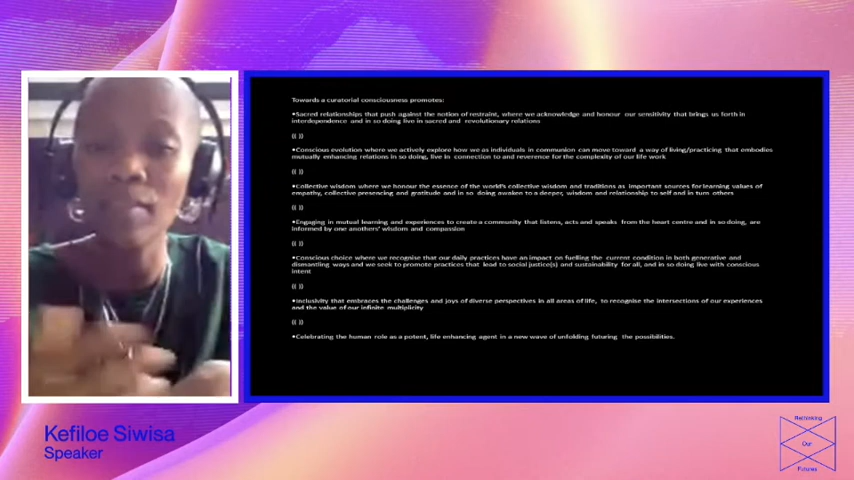 Towards a curatorial consciousness promotes:
•Sacred relationships that push against the notion of restraint, where we acknowledge and honour our sensitivity that brings us forth in
interdependence and in so doing live in sacred and revolutionary relations
(( ))
•Conscious evolution where we actively explore how we as individuals in communion can move toward a way of living/practicing that embodies
mutually enhancing relations in so doing, live in connection to and reverence for the complexity of our life work
(( ))
•Collective wisdom where we honour the essence of the world's collective wisdom and traditions as important sources for learning values of
empathy, collective presencing and gratitude and in so doing awaken to a deeper, wisdom and relationship to self and in turn others
(( ))
•Engaging in mutual learning and experiences to create a community that listens, acts and speaks from the heart centre and in so doing, are
informed by one anothers' wisdom and compassion
(( ))
•Conscious choice where we recognise that our daily practices have an impact on fuelling the current condition in both generative and
dismantling ways and we seek to promote practices that lead to social justice(s) and sustainability for all, and in so doing live with conscious
intent
(( ))
•Inclusivity that embraces the challenges and joys of diverse perspectives in all areas of life, to recognise the intersections of our experiences
and the value of our infinite multiplicity
(( ))
•Celebrating the human role as a potent, life enhancing agent in a new wave of unfolding futuring the possibilities.
Kefiloe Siwisa
Speaker
Rethinking
Our
Futures